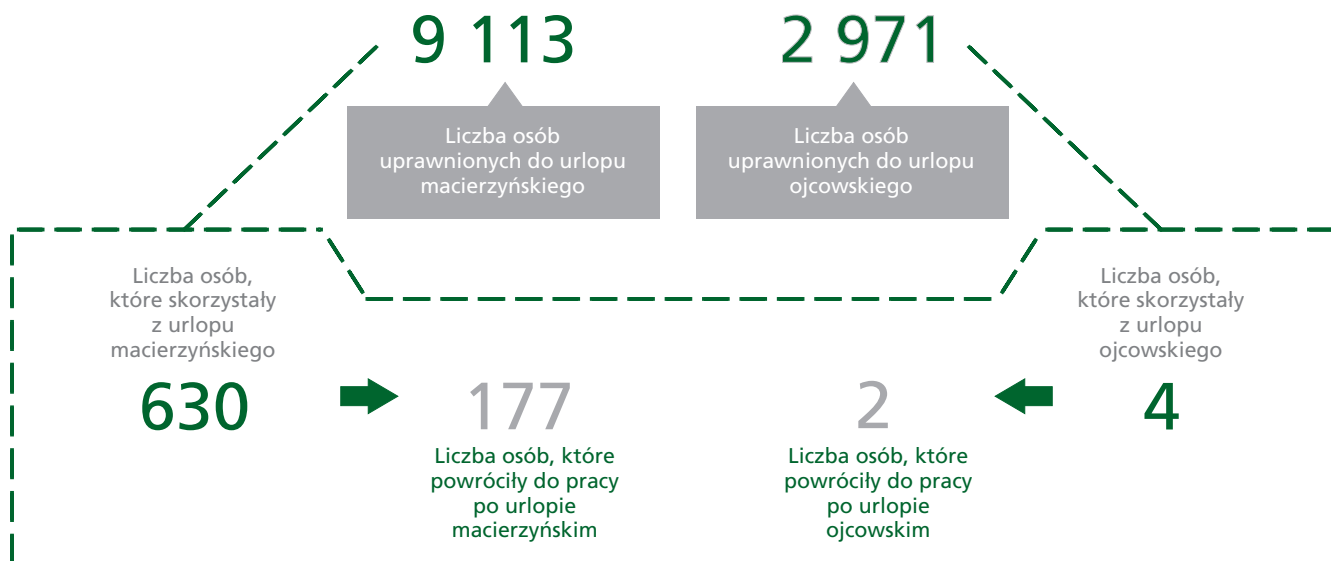 9 113
Liczba osób
uprawnionych do urlopu
macierzyńskiego
2 971
Liczba osób
uprawnionych do urlopu
ojcowskiego
Liczba osób,
które skorzystały
z urlopu
macierzyńskiego
630
177
Liczba osób, które
powróciły do pracy
po urlopie
macierzyńskim
2
Liczba osób, które
powróciły do pracy
po urlopie
ojcowskim
Liczba osób,
które skorzystały
z urlopu
ojcowskiego
4